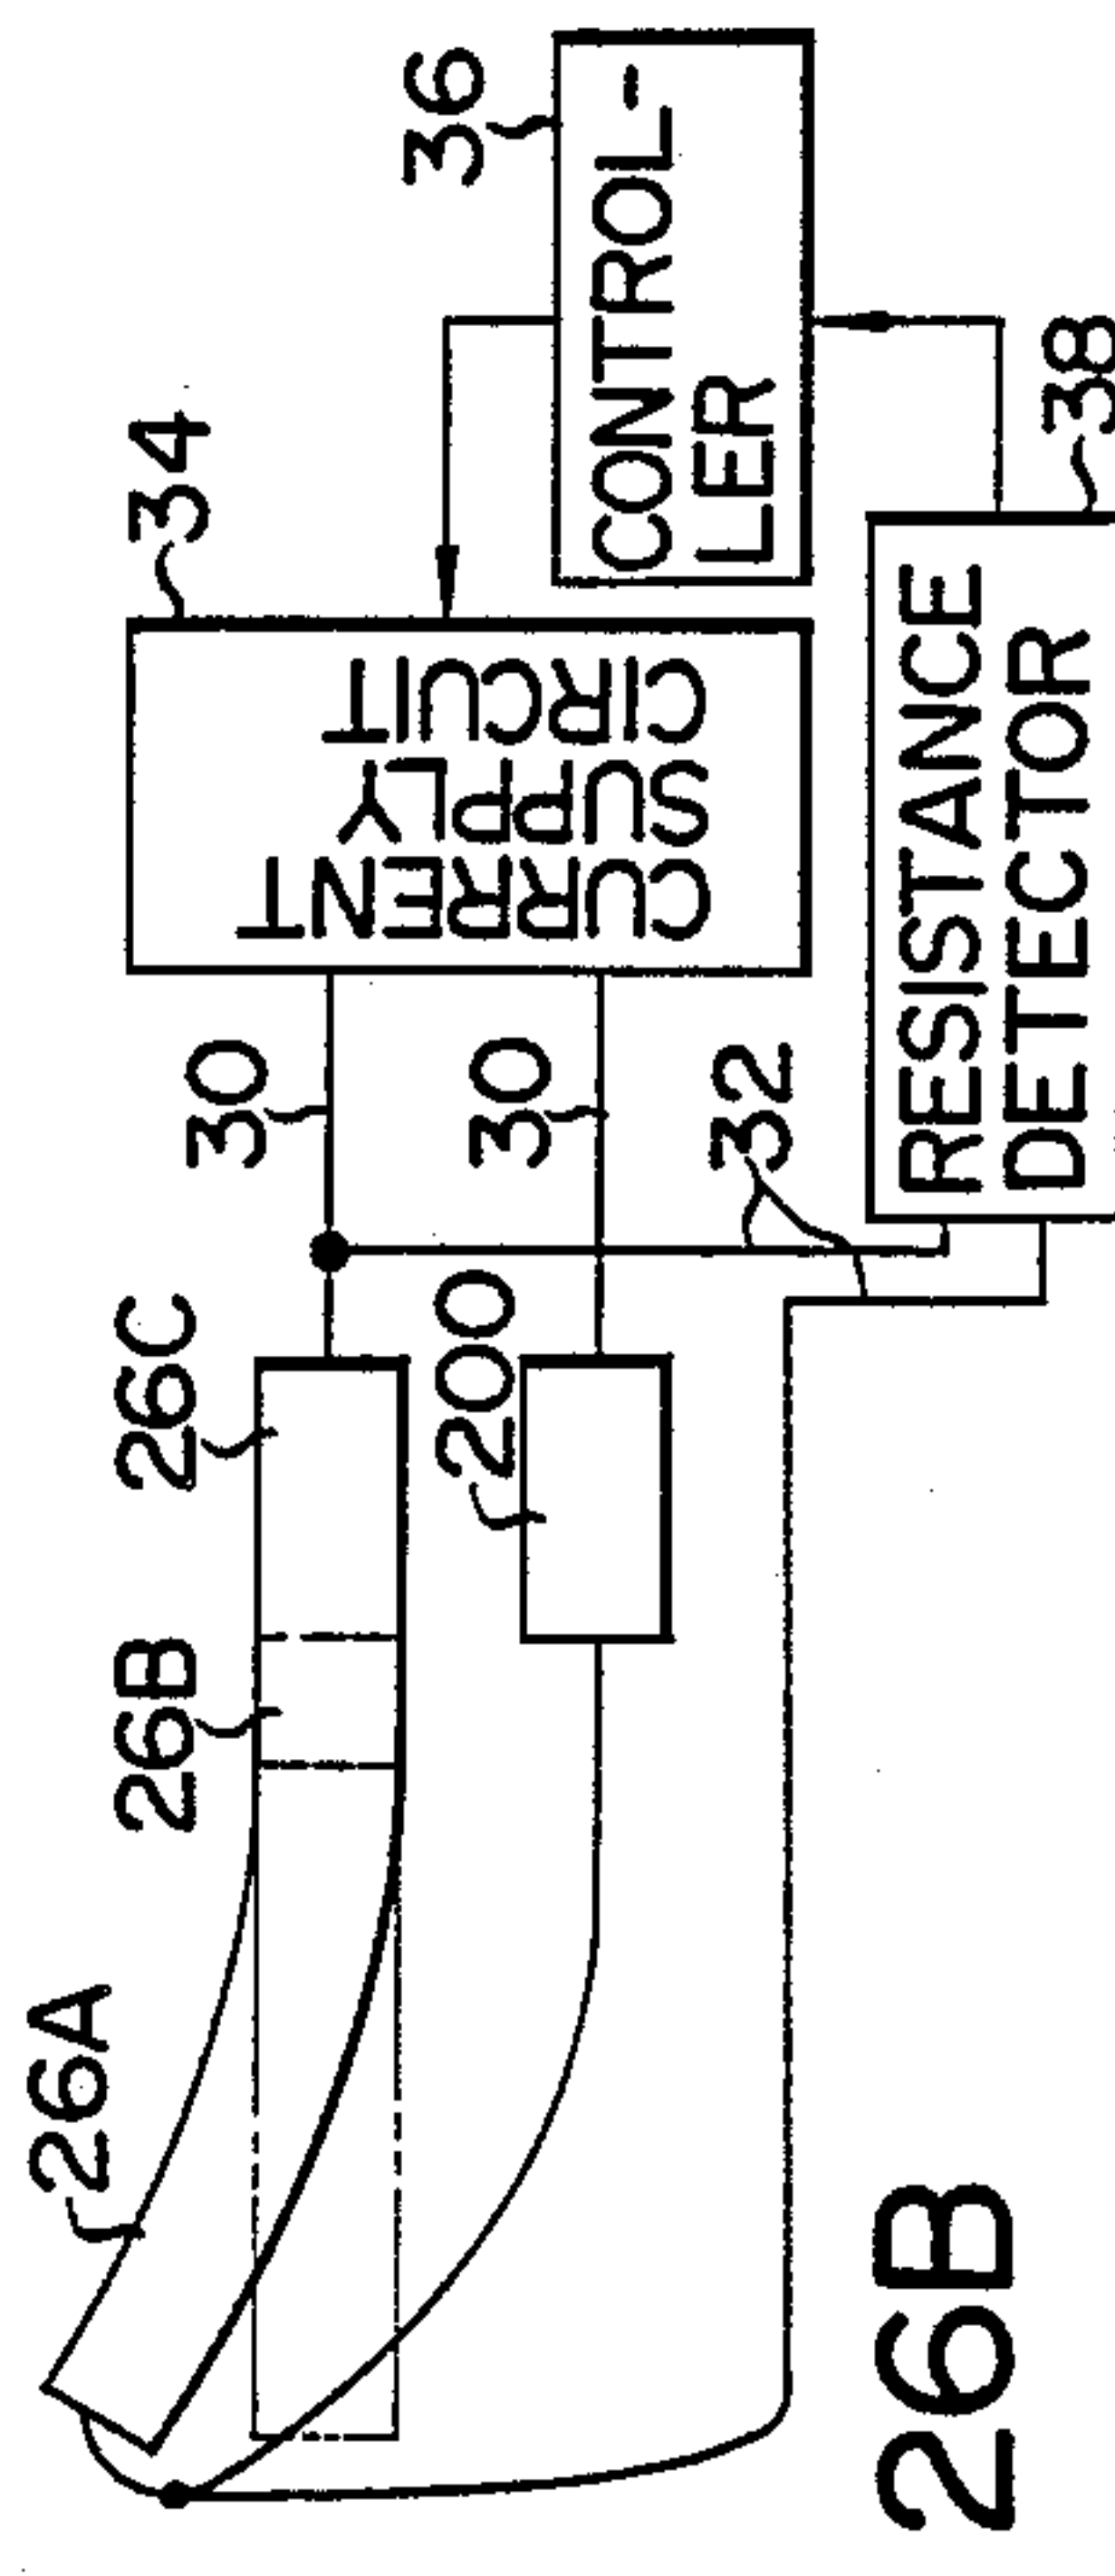 26A
26B
26C
200
30
30
32
34
CURRENT
SUPPLY
CIRCUIT
36
CONTROL-
LER
38
RESISTANCE
DETECTOR
26B